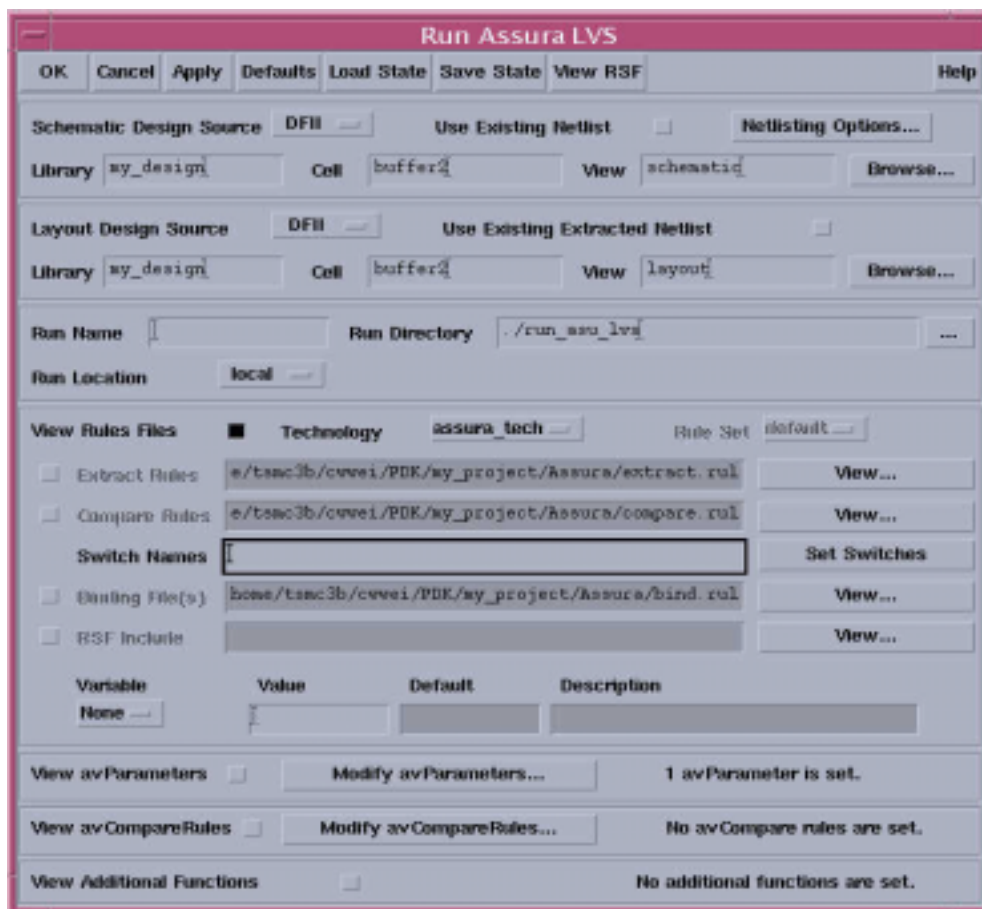 Run Assura LVS
OK Cancel Apply Defaults Load State Save State View RSF Help
Schematic Design Source DFII Use Existing Netlist Netlisting Options...
Library my_design Cell buffer2 View schematic Browse...
Layout Design Source DFII Use Existing Extracted Netlist
Library my_design Cell buffer2 View layout Browse...
Run Name Run Directory ./run_asu_lvs ...
Run Location local
View Rules Files Technology assura_tech Rule Set default
Extract Rules e/tsmc3b/cwwei/PDK/my_project/Assura/extract.rul View...
Compare Rules e/tsmc3b/cwwei/PDK/my_project/Assura/compare.rul View...
Switch Names Set Switches
Binding File(s) home/tsmc3b/cwwei/PDK/my_project/Assura/bind.rul View...
RSF Include View...
Variable Value Default Description
None
View avParameters Modify avParameters... 1 avParameter is set.
View avCompareRules Modify avCompareRules... No avCompare rules are set.
View Additional Functions No additional functions are set.